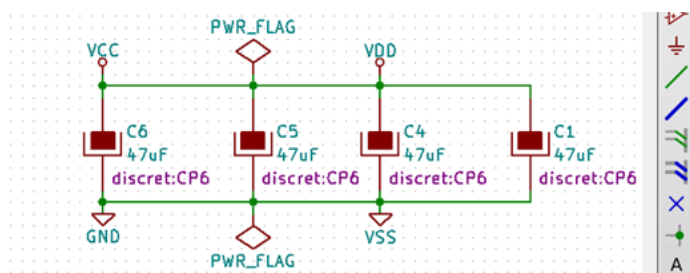 PWR_FLAG
VCC
VDD
C6
47uF
discret:CP6
C5
47uF
discret:CP6
C4
47uF
discret:CP6
C1
47uF
discret:CP6
GND
VSS
PWR_FLAG
A